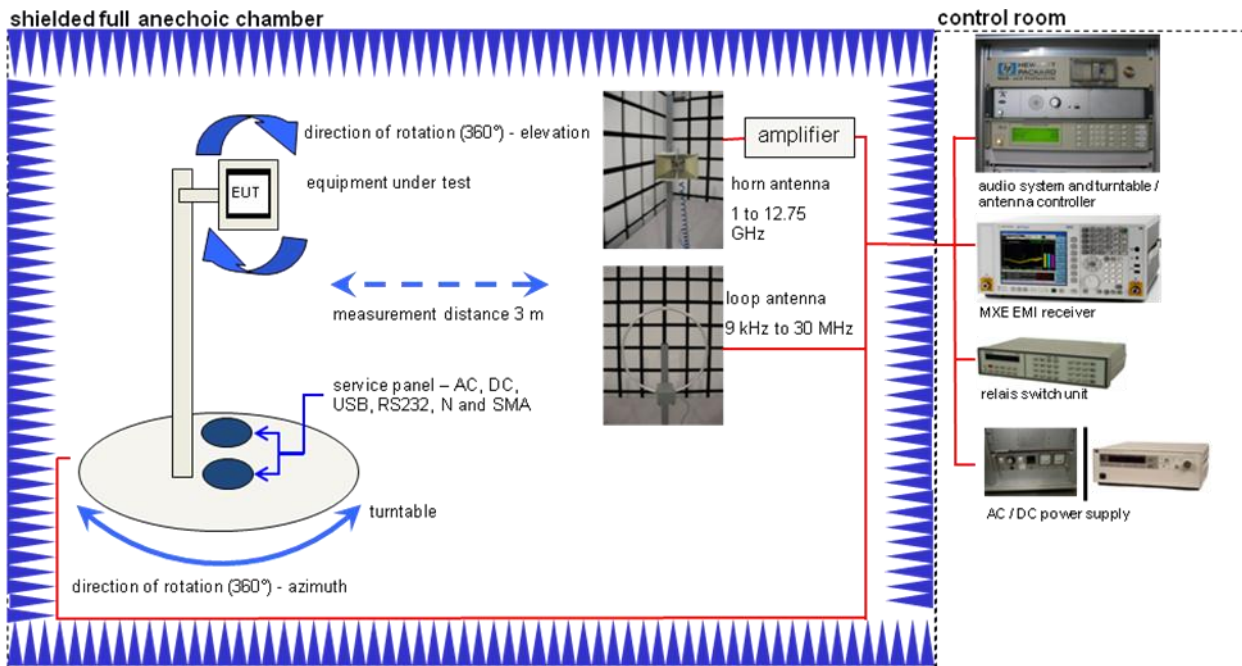 shielded full anechoic chamber
control room
direction of rotation (360°) - elevation
EUT
equipment under test
measurement distance 3 m
service panel – AC, DC,
USB, RS232, N and SMA
turntable
direction of rotation (360°) - azimuth
amplifier
horn antenna
1 to 12.75
GHz
loop antenna
9 kHz to 30 MHz
hp HEWLETT
PACKARD
audio system and turntable /
antenna controller
MXE EMI receiver
relais switch unit
AC / DC power supply